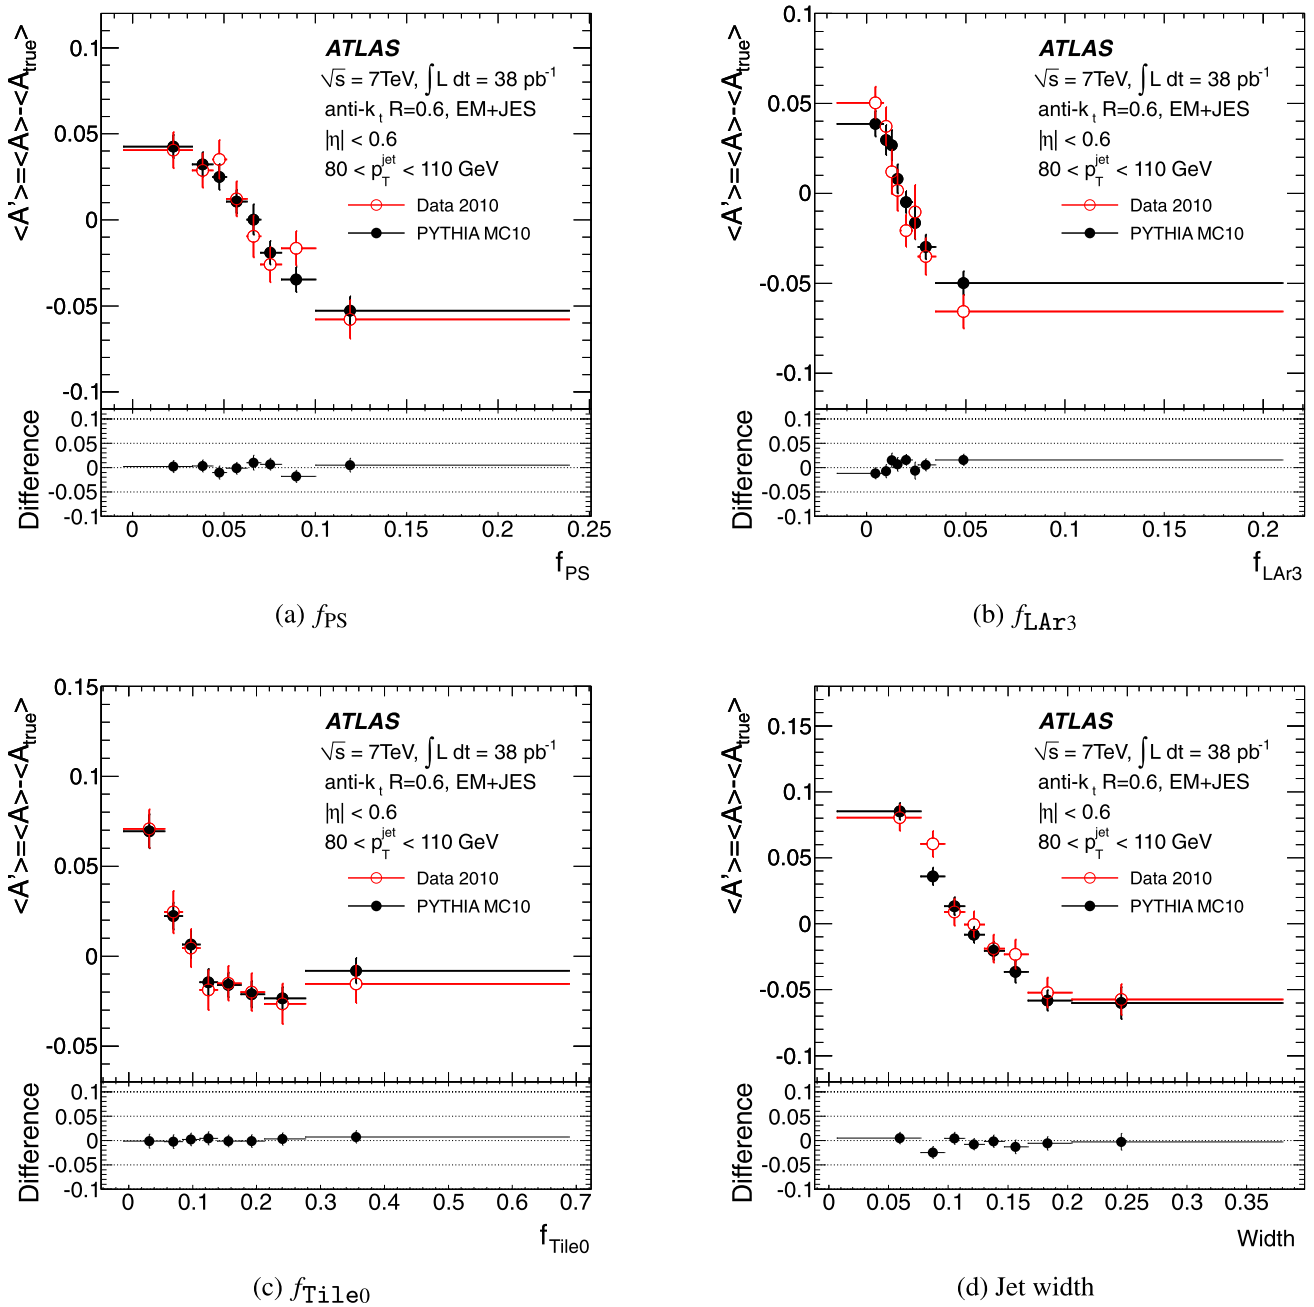 <A'>=<A>-<A_true>
0.1
0.05
0
-0.05
-0.1
ATLAS
√s = 7TeV, ∫L dt = 38 pb⁻¹
anti-k_t R=0.6, EM+JES
|η| < 0.6
80 < p_T^jet < 110 GeV
Data 2010
PYTHIA MC10
Difference
0.1
0.05
0
-0.05
-0.1
0 0.05 0.1 0.15 0.2 0.25
f_PS
(a) f_PS
<A'>=<A>-<A_true>
0.1
0.05
0
-0.05
-0.1
ATLAS
√s = 7TeV, ∫L dt = 38 pb⁻¹
anti-k_t R=0.6, EM+JES
|η| < 0.6
80 < p_T^jet < 110 GeV
Data 2010
PYTHIA MC10
Difference
0.1
0.05
0
-0.05
-0.1
0 0.05 0.1 0.15 0.2
f_LAr3
(b) f_LAr3
<A'>=<A>-<A_true>
0.15
0.1
0.05
0
-0.05
ATLAS
√s = 7TeV, ∫L dt = 38 pb⁻¹
anti-k_t R=0.6, EM+JES
|η| < 0.6
80 < p_T^jet < 110 GeV
Data 2010
PYTHIA MC10
Difference
0.1
0.05
0
-0.05
-0.1
0 0.1 0.2 0.3 0.4 0.5 0.6 0.7
f_Tile0
(c) f_Tile0
<A'>=<A>-<A_true>
0.15
0.1
0.05
0
-0.05
-0.1
ATLAS
√s = 7TeV, ∫L dt = 38 pb⁻¹
anti-k_t R=0.6, EM+JES
|η| < 0.6
80 < p_T^jet < 110 GeV
Data 2010
PYTHIA MC10
Difference
0.1
0.05
0
-0.05
-0.1
0 0.05 0.1 0.15 0.2 0.25 0.3 0.35
Width
(d) Jet width